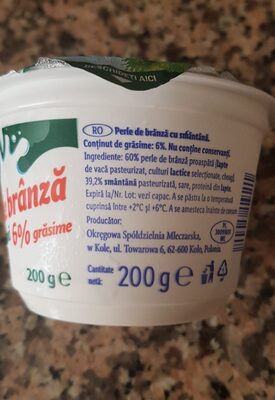 DESCHIDEȚI AICI
brânză
6% grăsime
200 g e
RO Perle de brânză cu smântână.
Conținut de grăsime: 6%. Nu conține conservanți.
Ingrediente: 60% perle de brânză proaspătă (lapte
de vacă pasteurizat, culturi lactice selecționate, cheag),
39,2% smântână pasteurizată, sare, proteină din lapte.
Expiră la/Nr. Lot: vezi capac. A se păstra la o temperatură
cuprinsă între +2°C și +6°C. A se amesteca înainte de consum.
Producător:
Okręgowa Spółdzielnia Mleczarska,
w Kole, ul. Towarowa 6, 62-600 Koło, Polonia
Cantitate
netă: 200 g e
PL